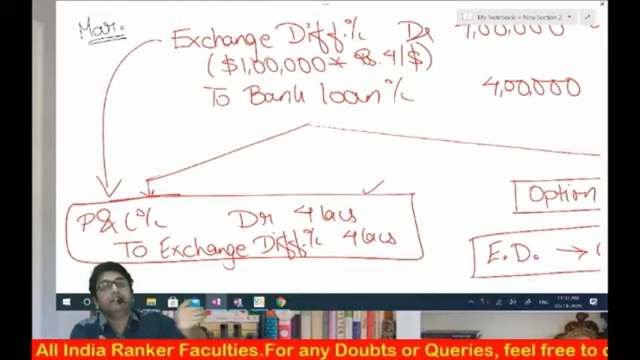 My Notebook » New Section 2
Mar.
Exchange Diff. A/c Dr 4,00,000
($1,00,000* Rs.4/$)
To Bank loan A/c 4,00,000
P&L A/c Dr 4 lacs
To Exchange Diff. A/c 4 lacs
Option
E.D. →
ENG
All India Ranker Faculties.For any Doubts or Queries, feel free to